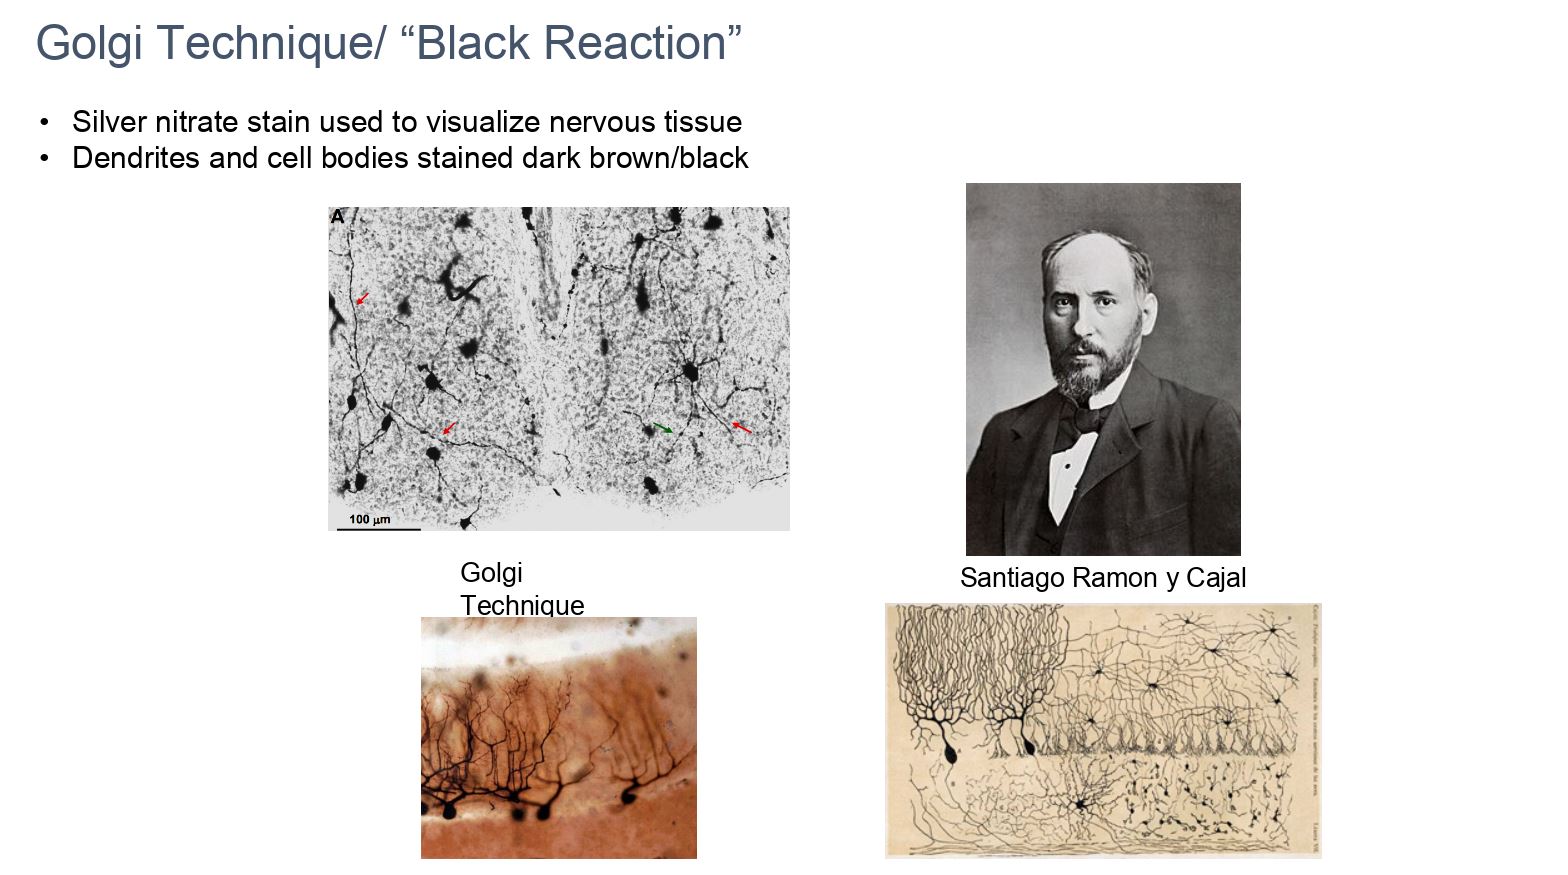 Golgi Technique/ “Black Reaction”
• Silver nitrate stain used to visualize nervous tissue
• Dendrites and cell bodies stained dark brown/black
A
100 µm
Golgi
Technique
Santiago Ramon y Cajal